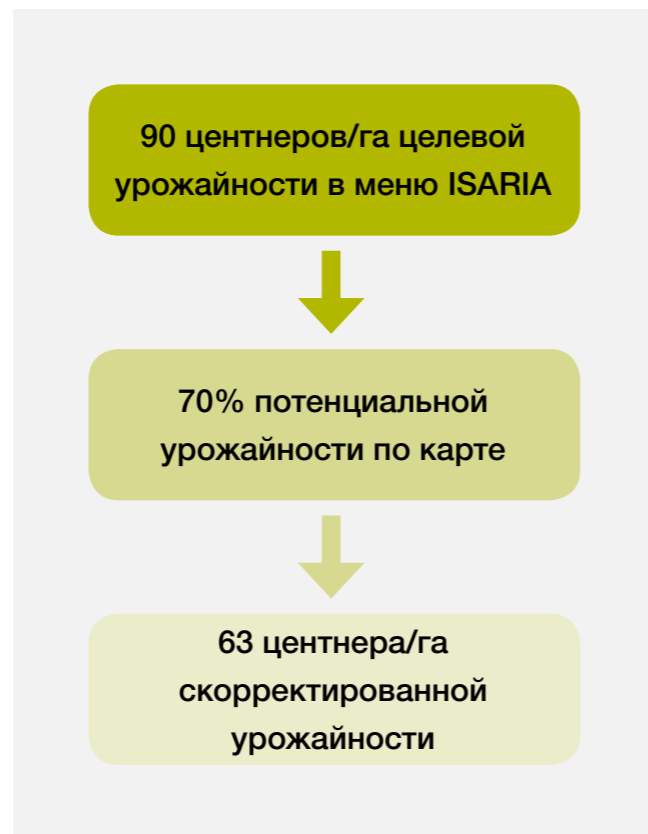 90 центнеров/га целевой
урожайности в меню ISARIA
70% потенциальной
урожайности по карте
63 центнера/га
скорректированной
урожайности